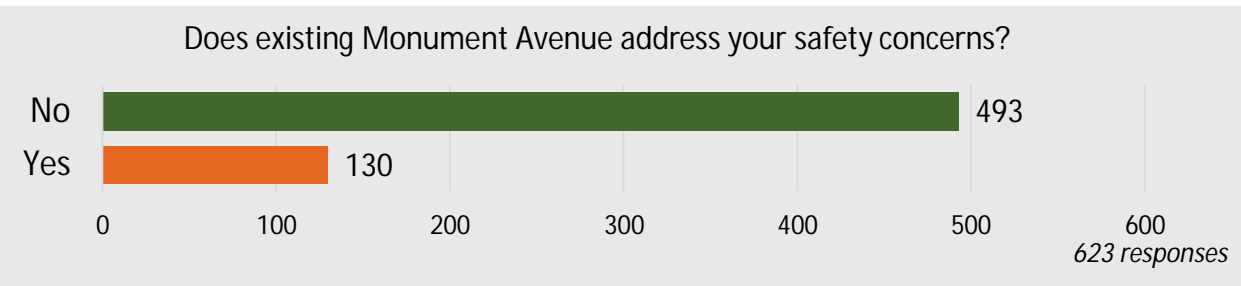 Does existing Monument Avenue address your safety concerns?
No 493
Yes 130
0 100 200 300 400 500 600
623 responses